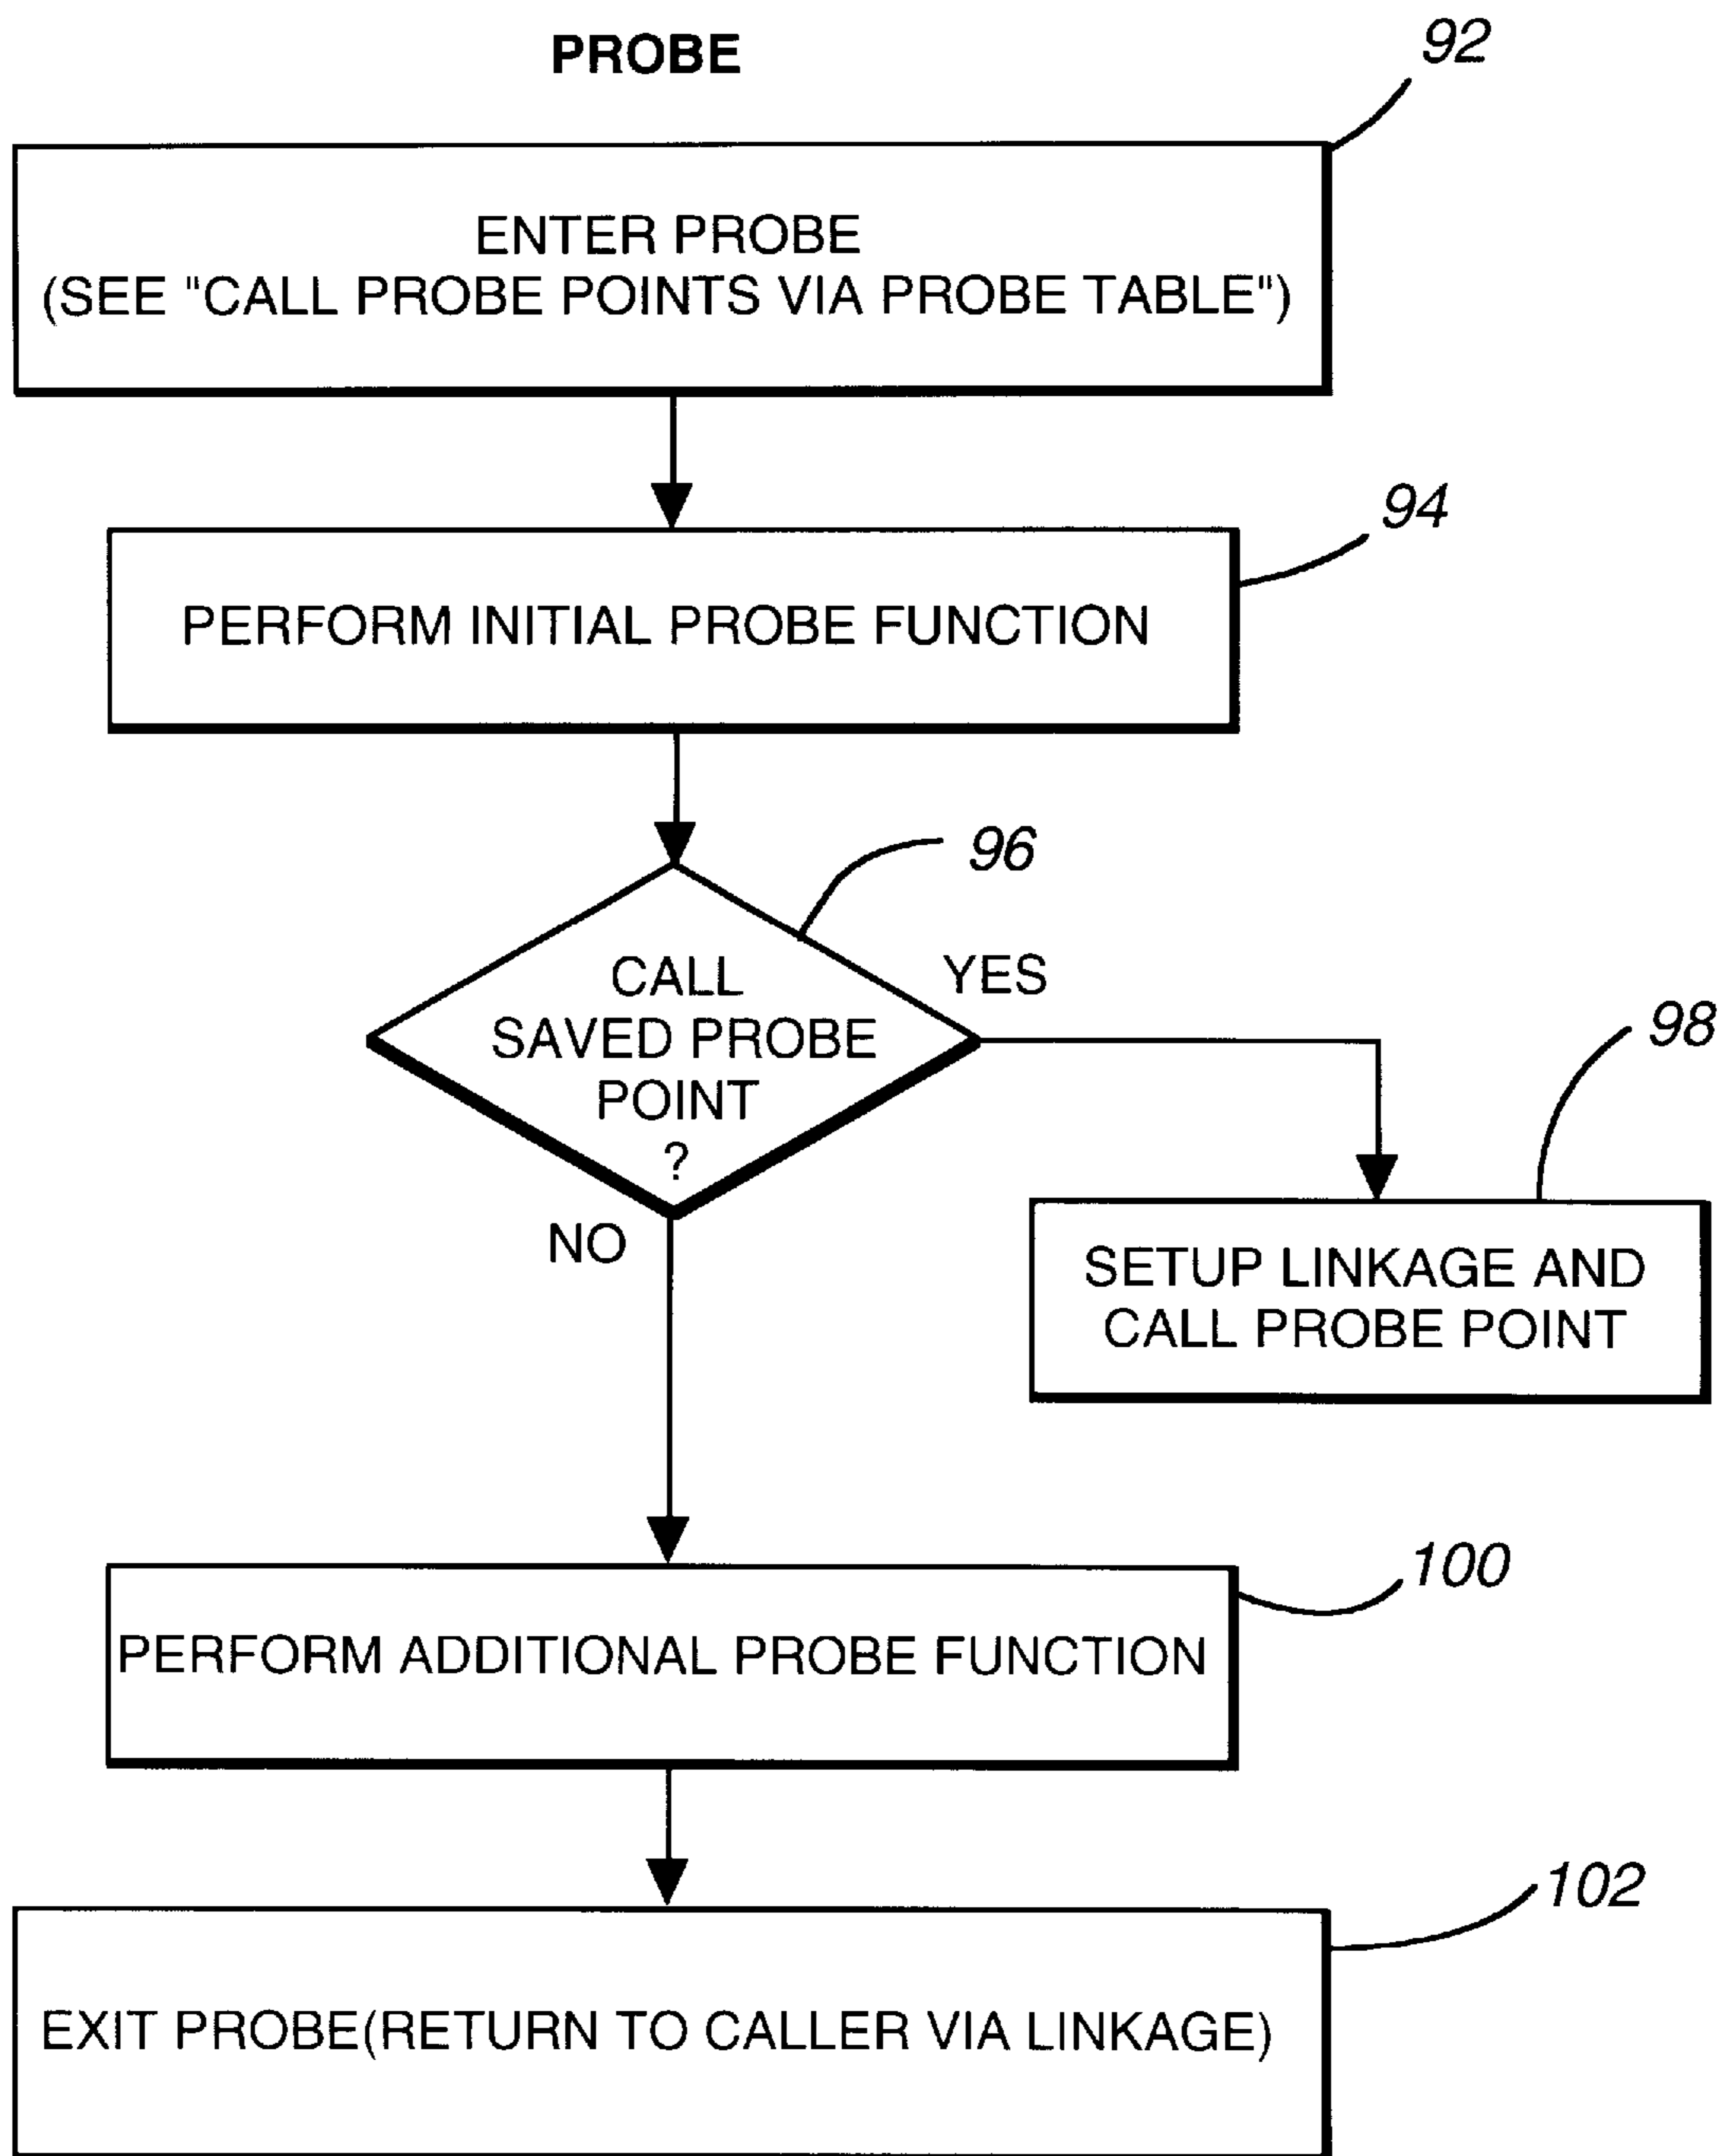 PROBE
92
ENTER PROBE
(SEE "CALL PROBE POINTS VIA PROBE TABLE")
94
PERFORM INITIAL PROBE FUNCTION
96
CALL
SAVED PROBE
POINT
?
YES
98
NO
SETUP LINKAGE AND
CALL PROBE POINT
100
PERFORM ADDITIONAL PROBE FUNCTION
102
EXIT PROBE(RETURN TO CALLER VIA LINKAGE)